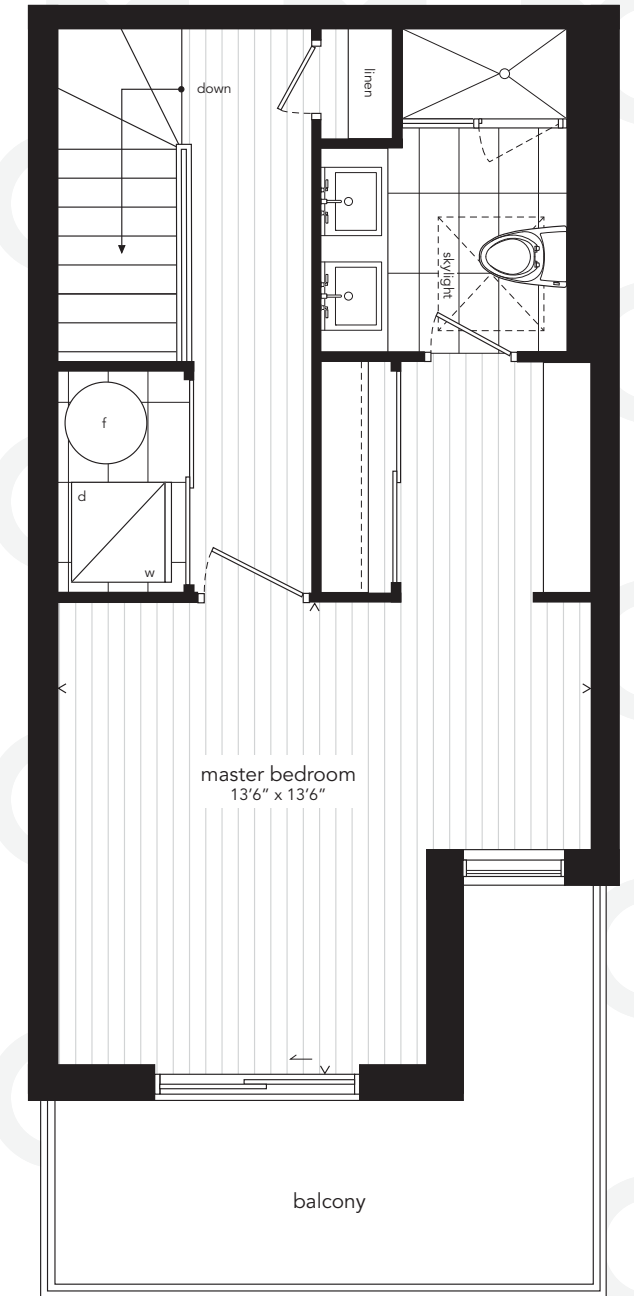 down
linen
skylight
f
d
w
master bedroom
13'6" x 13'6"
balcony